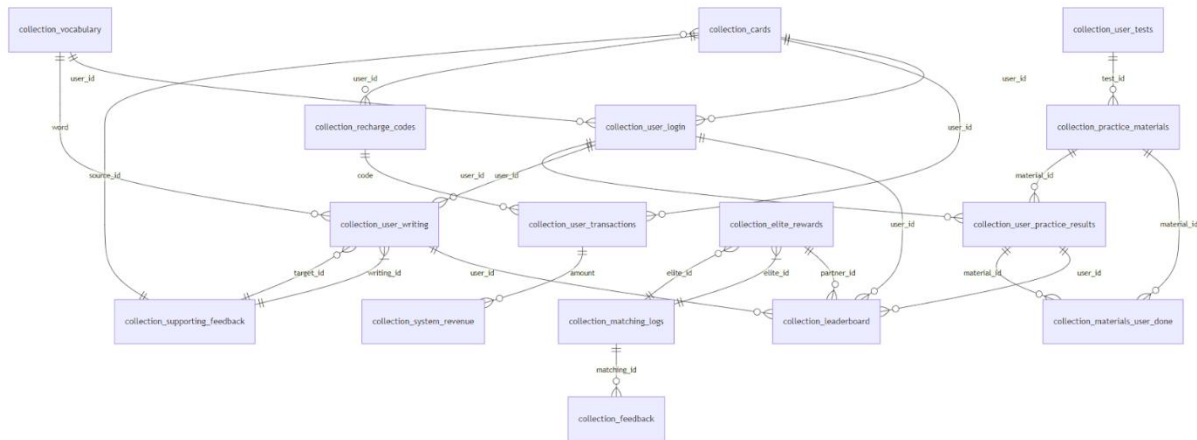 collection_vocabulary
collection_cards
collection_user_tests
user_id
user_id
user_id
test_id
collection_recharge_codes
collection_user_login
collection_practice_materials
word
user_id
source_id
code
user_id
user_id
material_id
collection_user_writing
collection_user_transactions
collection_elite_rewards
collection_user_practice_results
user_id
material_id
target_id
writing_id
user_id
amount
elite_id
elite_id
partner_id
material_id
user_id
collection_supporting_feedback
collection_system_revenue
collection_matching_logs
collection_leaderboard
collection_materials_user_done
matching_id
collection_feedback